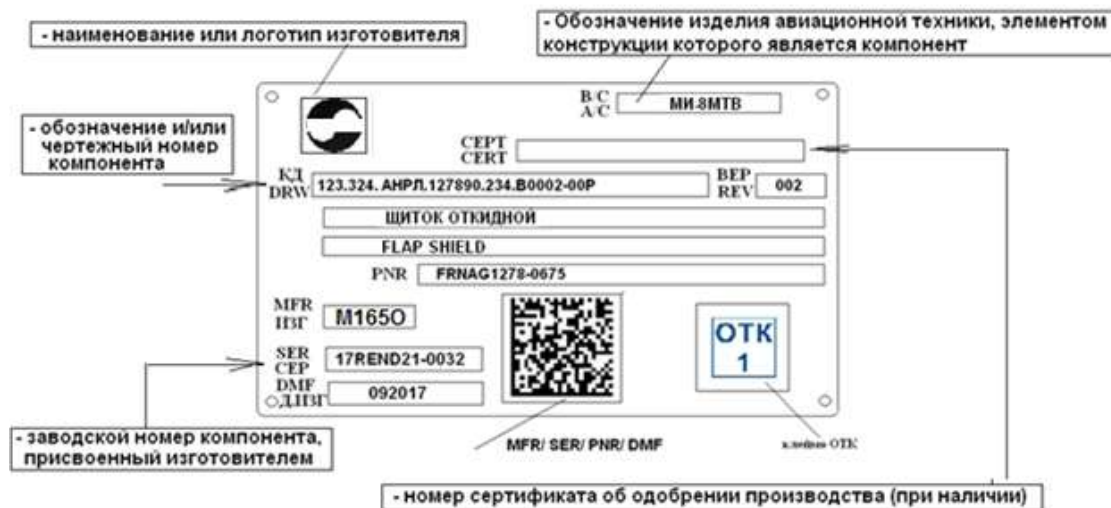 - наименование или логотип изготовителя
- Обозначение изделия авиационной техники, элементом
конструкции которого является компонент
В/С
А/С
МИ-8МТВ
- обозначение и/или
чертежный номер
компонента
СЕРТ
CERT
КД
DRW
123.324. АНРЛ.127890.234.В0002-00Р
ВЕР
REV
002
ЩИТОК ОТКИДНОЙ
FLAP SHIELD
PNR
FRNAG1278-0675
MFR
ИЗГ
M165O
ОТК
1
SER
СЕР
17REND21-0032
DMF
Д.ИЗГ
092017
- заводской номер компонента,
присвоенный изготовителем
MFR/ SER/ PNR/ DMF
клеймо ОТК
- номер сертификата об одобрении производства (при наличии)